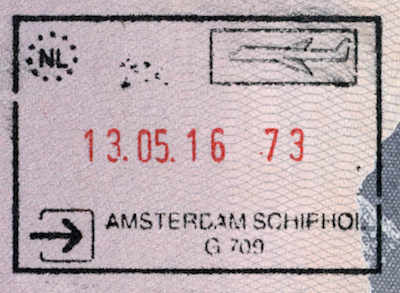 NL
13.05.16 73
AMSTERDAM SCHIPHOL
G 709